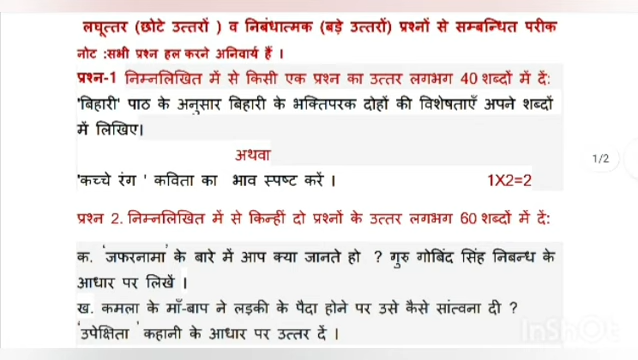 लघूत्तर (छोटे उत्तरों ) व निबंधात्मक (बड़े उत्तरों) प्रश्नों से सम्बन्धित परीक
नोट :सभी प्रश्न हल करने अनिवार्य हैं ।
प्रश्न-1 निम्नलिखित में से किसी एक प्रश्न का उत्तर लगभग 40 शब्दों में दें:
'बिहारी' पाठ के अनुसार बिहारी के भक्तिपरक दोहों की विशेषताएँ अपने शब्दों
में लिखिए।
अथवा
'कच्चे रंग ' कविता का भाव स्पष्ट करें । 1X2=2
1/2
प्रश्न 2. निम्नलिखित में से किन्हीं दो प्रश्नों के उत्तर लगभग 60 शब्दों में दें:
क. 'जफरनामा' के बारे में आप क्या जानते हो ? गुरु गोबिंद सिंह निबन्ध के
आधार पर लिखें ।
ख. कमला के माँ-बाप ने लड़की के पैदा होने पर उसे कैसे सांत्वना दी ?
'उपेक्षिता ' कहानी के आधार पर उत्तर दें ।
InShOt